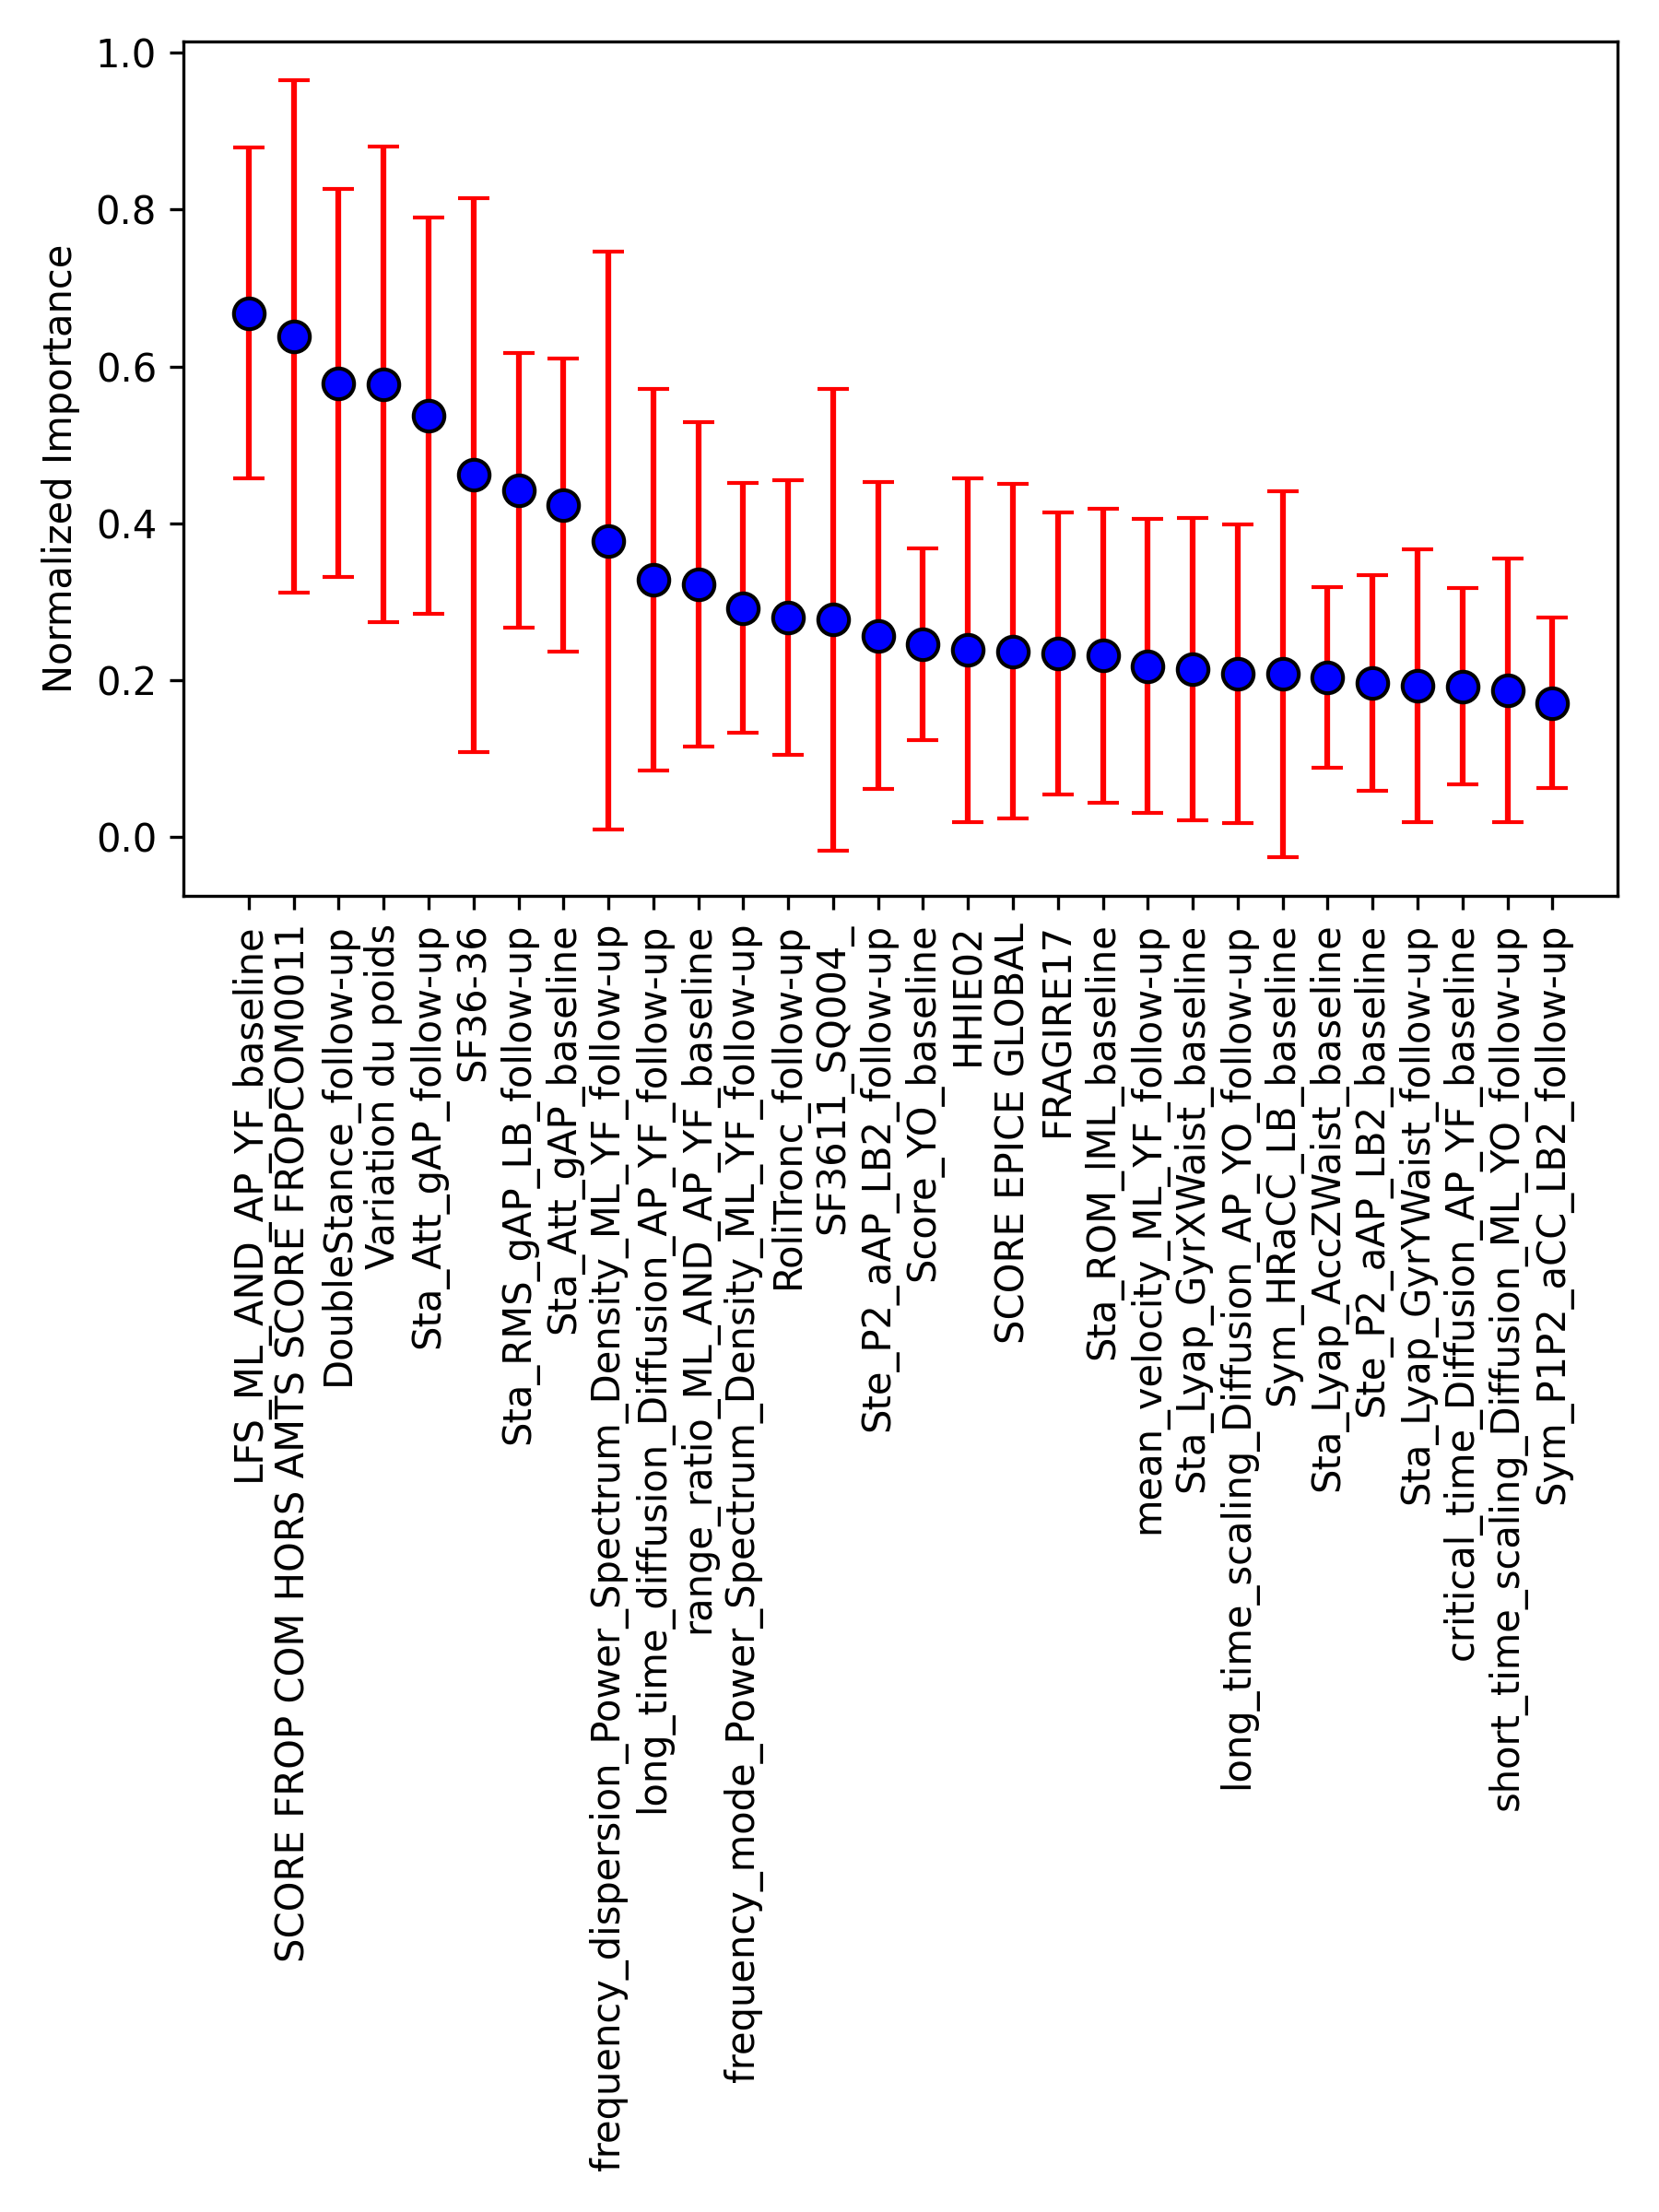 1.0
0.8
0.6
0.4
0.2
0.0
Normalized Importance
LFS_ML_AND_AP_YF_baseline
SCORE FROP COM HORS AMTS SCORE FROPCOM0011
DoubleStance_follow-up
Variation du poids
Sta_Att_gAP_follow-up
SF36-36
Sta_RMS_gAP_LB_follow-up
Sta_Att_gAP_baseline
frequency_dispersion_Power_Spectrum_Density_ML_YF_follow-up
long_time_diffusion_Diffusion_AP_YF_follow-up
range_ratio_ML_AND_AP_YF_baseline
frequency_mode_Power_Spectrum_Density_ML_YF_follow-up
RoliTronc_follow-up
SF3611_SQ004_
Ste_P2_aAP_LB2_follow-up
Score_YO_baseline
HHIE02
SCORE EPICE GLOBAL
FRAGIRE17
Sta_ROM_lML_baseline
mean_velocity_ML_YF_follow-up
Sta_Lyap_GyrXWaist_baseline
long_time_scaling_Diffusion_AP_YO_follow-up
Sym_HRaCC_LB_baseline
Sta_Lyap_AccZWaist_baseline
Ste_P2_aAP_LB2_baseline
Sta_Lyap_GyrYWaist_follow-up
critical_time_Diffusion_AP_YF_baseline
short_time_scaling_Diffusion_ML_YO_follow-up
Sym_P1P2_aCC_LB2_follow-up